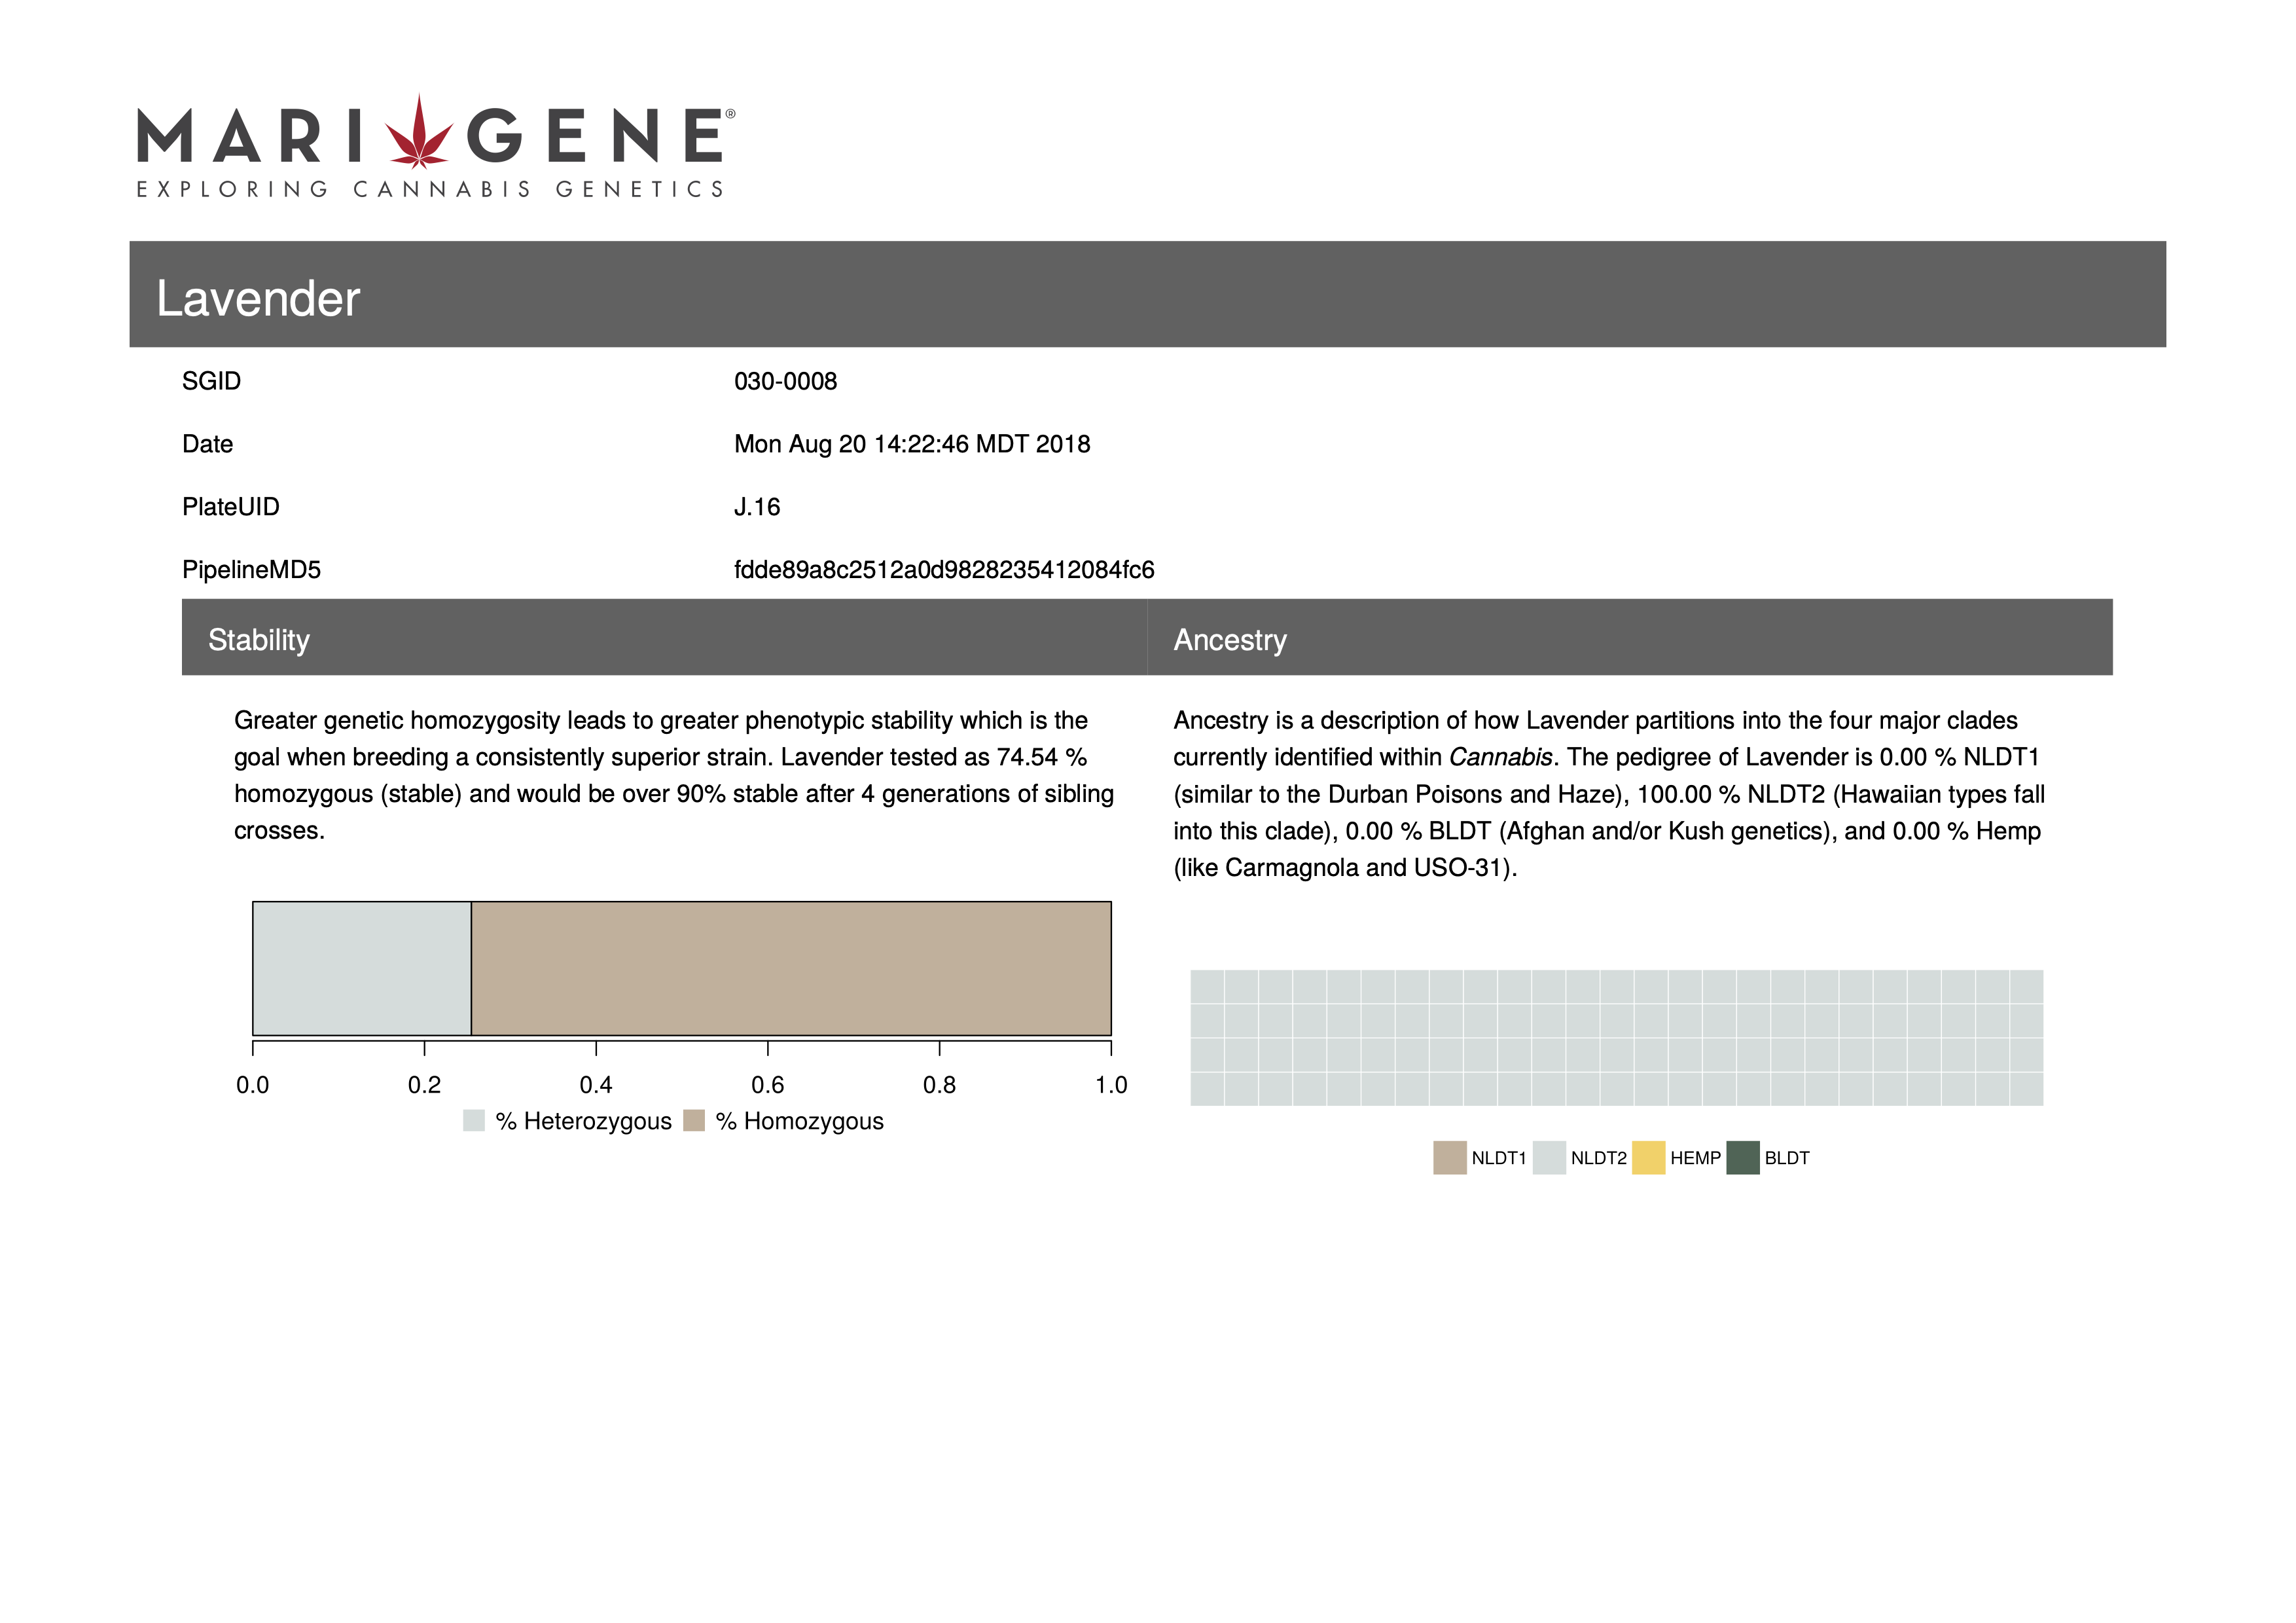 MARIGENE®
EXPLORING CANNABIS GENETICS
Lavender
SGID 030-0008
Date Mon Aug 20 14:22:46 MDT 2018
PlateUID J.16
PipelineMD5 fdde89a8c2512a0d9828235412084fc6
Stability
Greater genetic homozygosity leads to greater phenotypic stability which is the
goal when breeding a consistently superior strain. Lavender tested as 74.54 %
homozygous (stable) and would be over 90% stable after 4 generations of sibling
crosses.
0.0 0.2 0.4 0.6 0.8 1.0
% Heterozygous % Homozygous
Ancestry
Ancestry is a description of how Lavender partitions into the four major clades
currently identified within Cannabis. The pedigree of Lavender is 0.00 % NLDT1
(similar to the Durban Poisons and Haze), 100.00 % NLDT2 (Hawaiian types fall
into this clade), 0.00 % BLDT (Afghan and/or Kush genetics), and 0.00 % Hemp
(like Carmagnola and USO-31).
NLDT1 NLDT2 HEMP BLDT